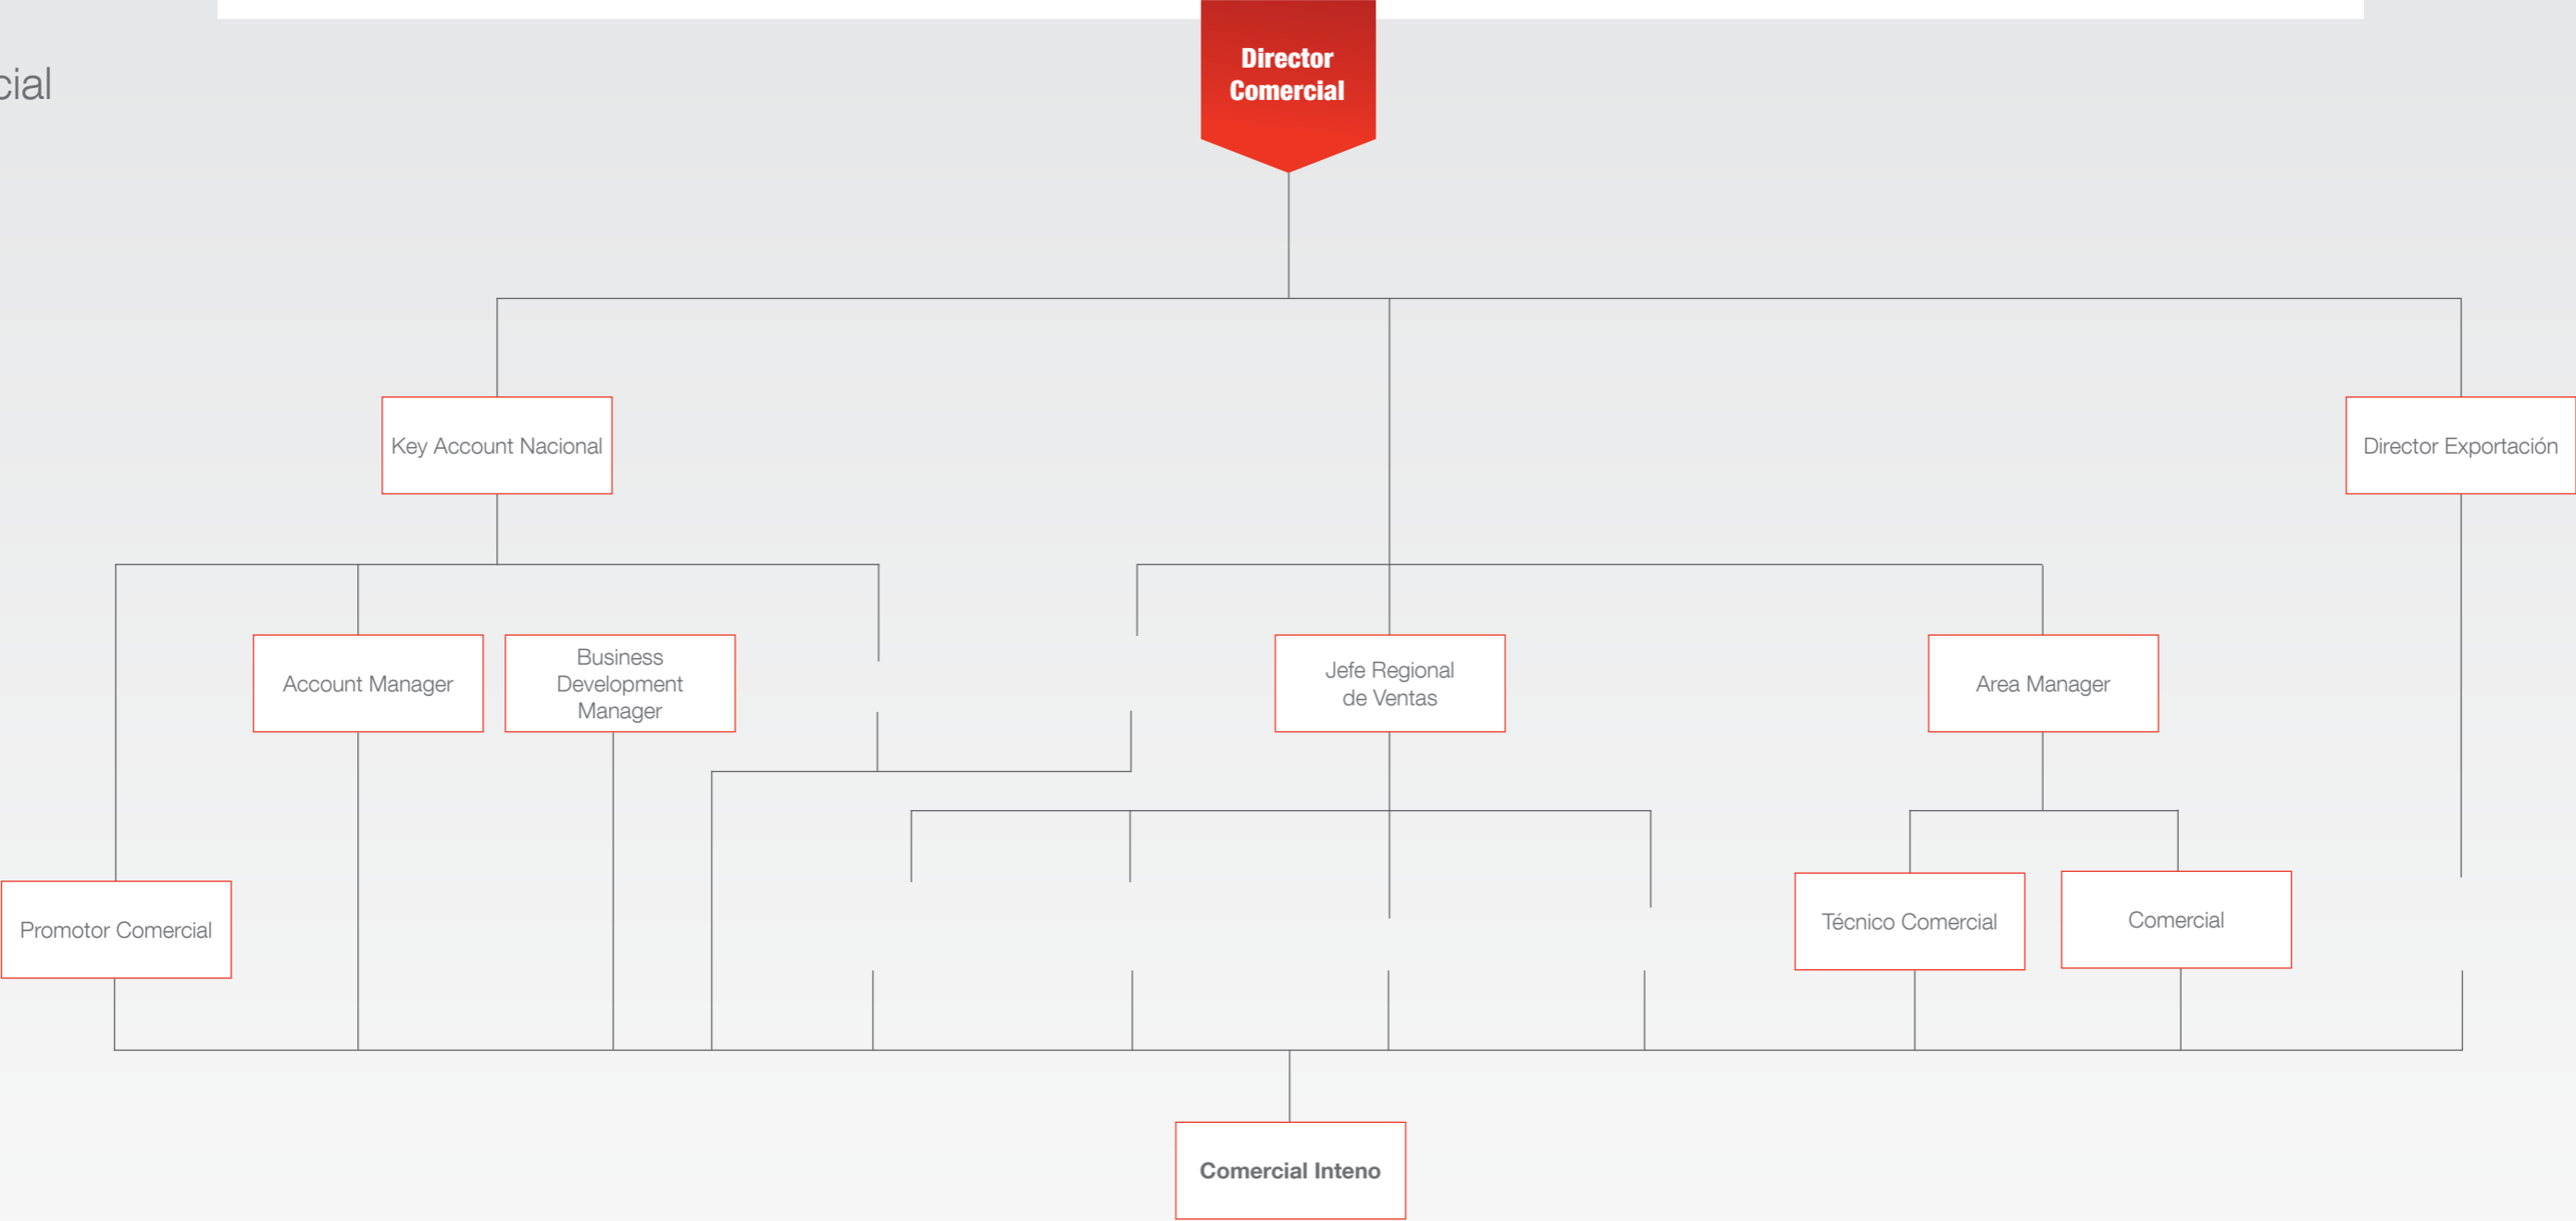 Director
Comercial
cial
Key Account Nacional
Director Exportación
Account Manager
Business
Development
Manager
Jefe Regional
de Ventas
Area Manager
Promotor Comercial
Técnico Comercial
Comercial
Comercial Inteno